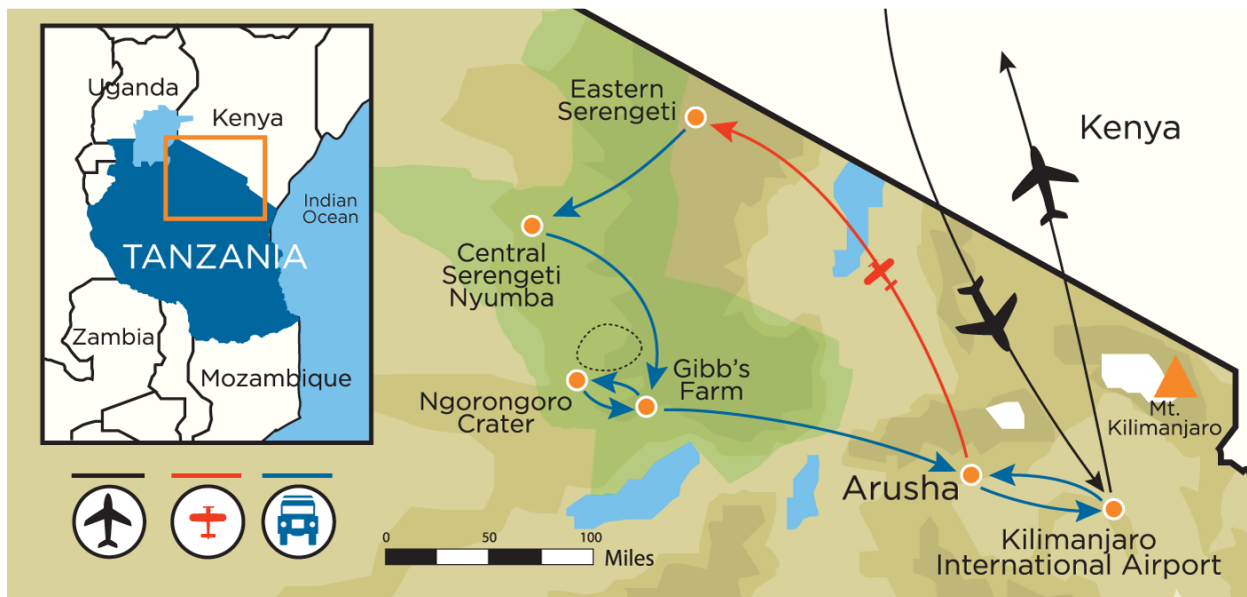 Uganda
Kenya
Indian
Ocean
TANZANIA
Zambia
Mozambique
Eastern
Serengeti
Kenya
Central
Serengeti
Nyumba
Gibb's
Farm
Ngorongoro
Crater
Mt.
Kilimanjaro
Arusha
Kilimanjaro
International Airport
0 50 100
Miles